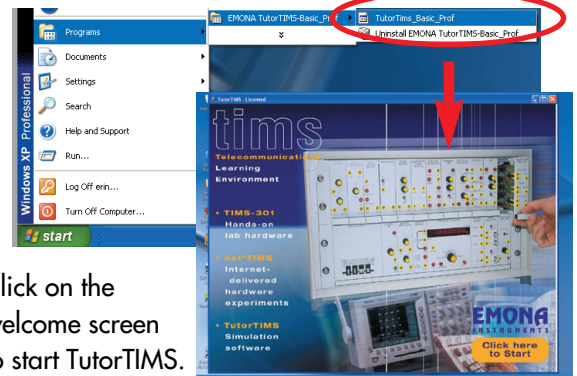 Programs
Documents
Settings
Search
Help and Support
Run...
Log Off erin...
Turn Off Computer...
Windows XP Professional
start
EMONA TutorTIMS-Basic_Prof
TutorTims_Basic_Prof
Uninstall EMONA TutorTIMS-Basic_Prof
TutorTIMS - Licensed
tims
Telecommunications
Learning
Environment
• TIMS-301
Hands-on
lab hardware
• net*TIMS
Internet-
delivered
hardware
experiments
• TutorTIMS
Simulation
software
EMONA
INSTRUMENTS
Click here
to Start
lick on the
elcome screen
o start TutorTIMS.